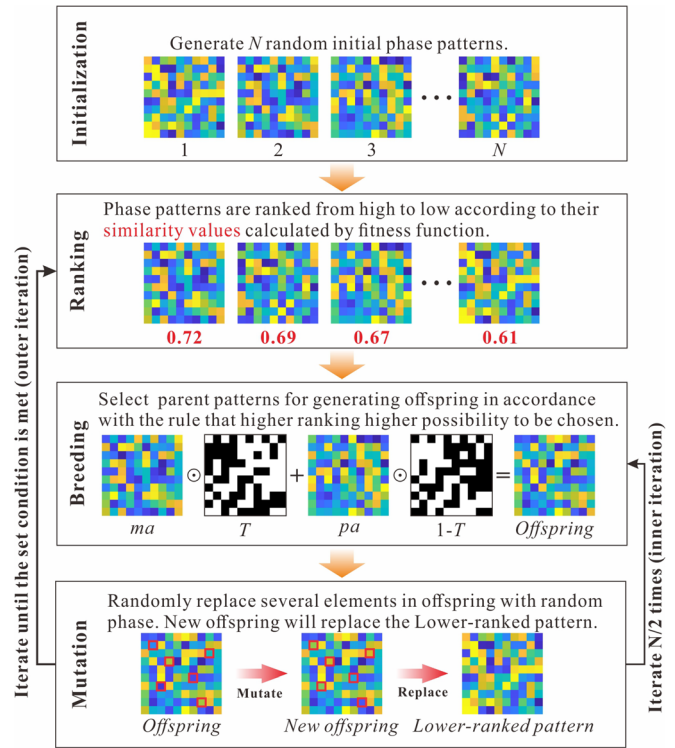 Initialization
Generate N random initial phase patterns.
1 2 3 ••• N
Ranking
Phase patterns are ranked from high to low according to their
similarity values calculated by fitness function.
•••
0.72 0.69 0.67 0.61
Breeding
Select parent patterns for generating offspring in accordance
with the rule that higher ranking higher possibility to be chosen.
⊙ + ⊙ =
ma T pa 1-T Offspring
Mutation
Randomly replace several elements in offspring with random
phase. New offspring will replace the Lower-ranked pattern.
Mutate Replace
Offspring New offspring Lower-ranked pattern
Iterate until the set condition is met (outer iteration)
Iterate N/2 times (inner iteration)